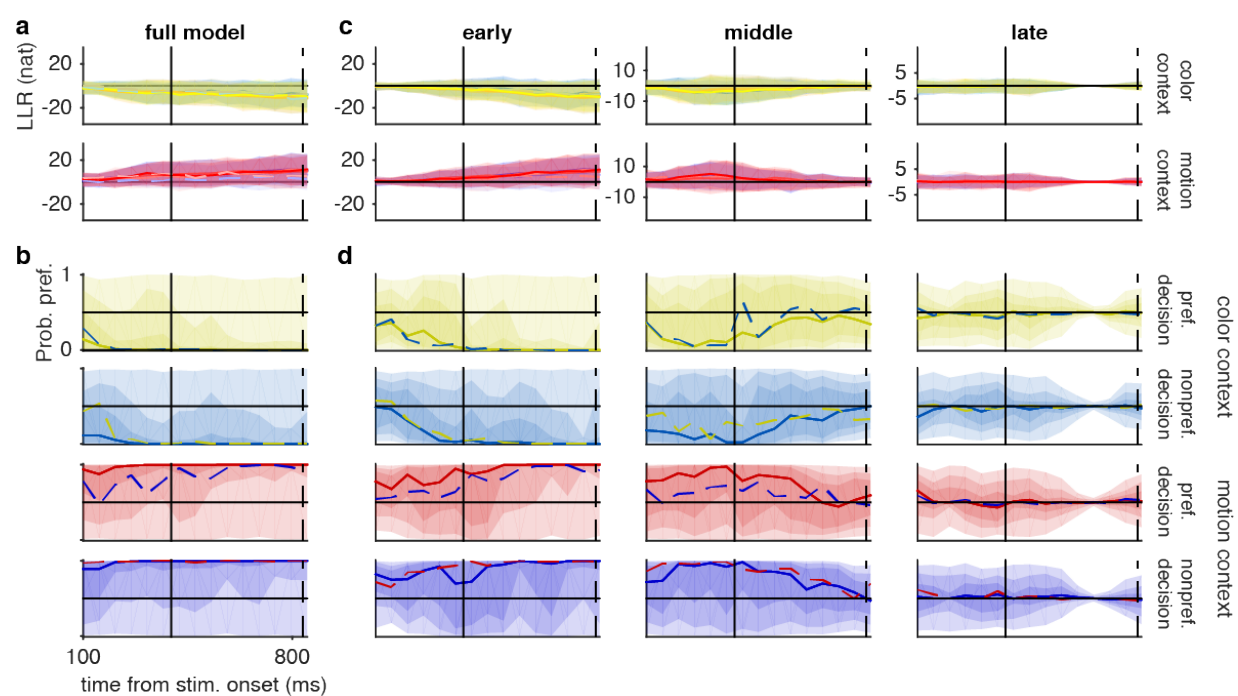 a
full model
c
early
middle
late
LLR (nat)
20
-20
20
-20
20
-20
20
-20
10
-10
10
-10
5
-5
5
-5
color
context
motion
context
b
d
Prob. pref.
1
0
pref.
decision
nonpref.
decision
pref.
decision
nonpref.
decision
color context
motion context
100
800
time from stim. onset (ms)